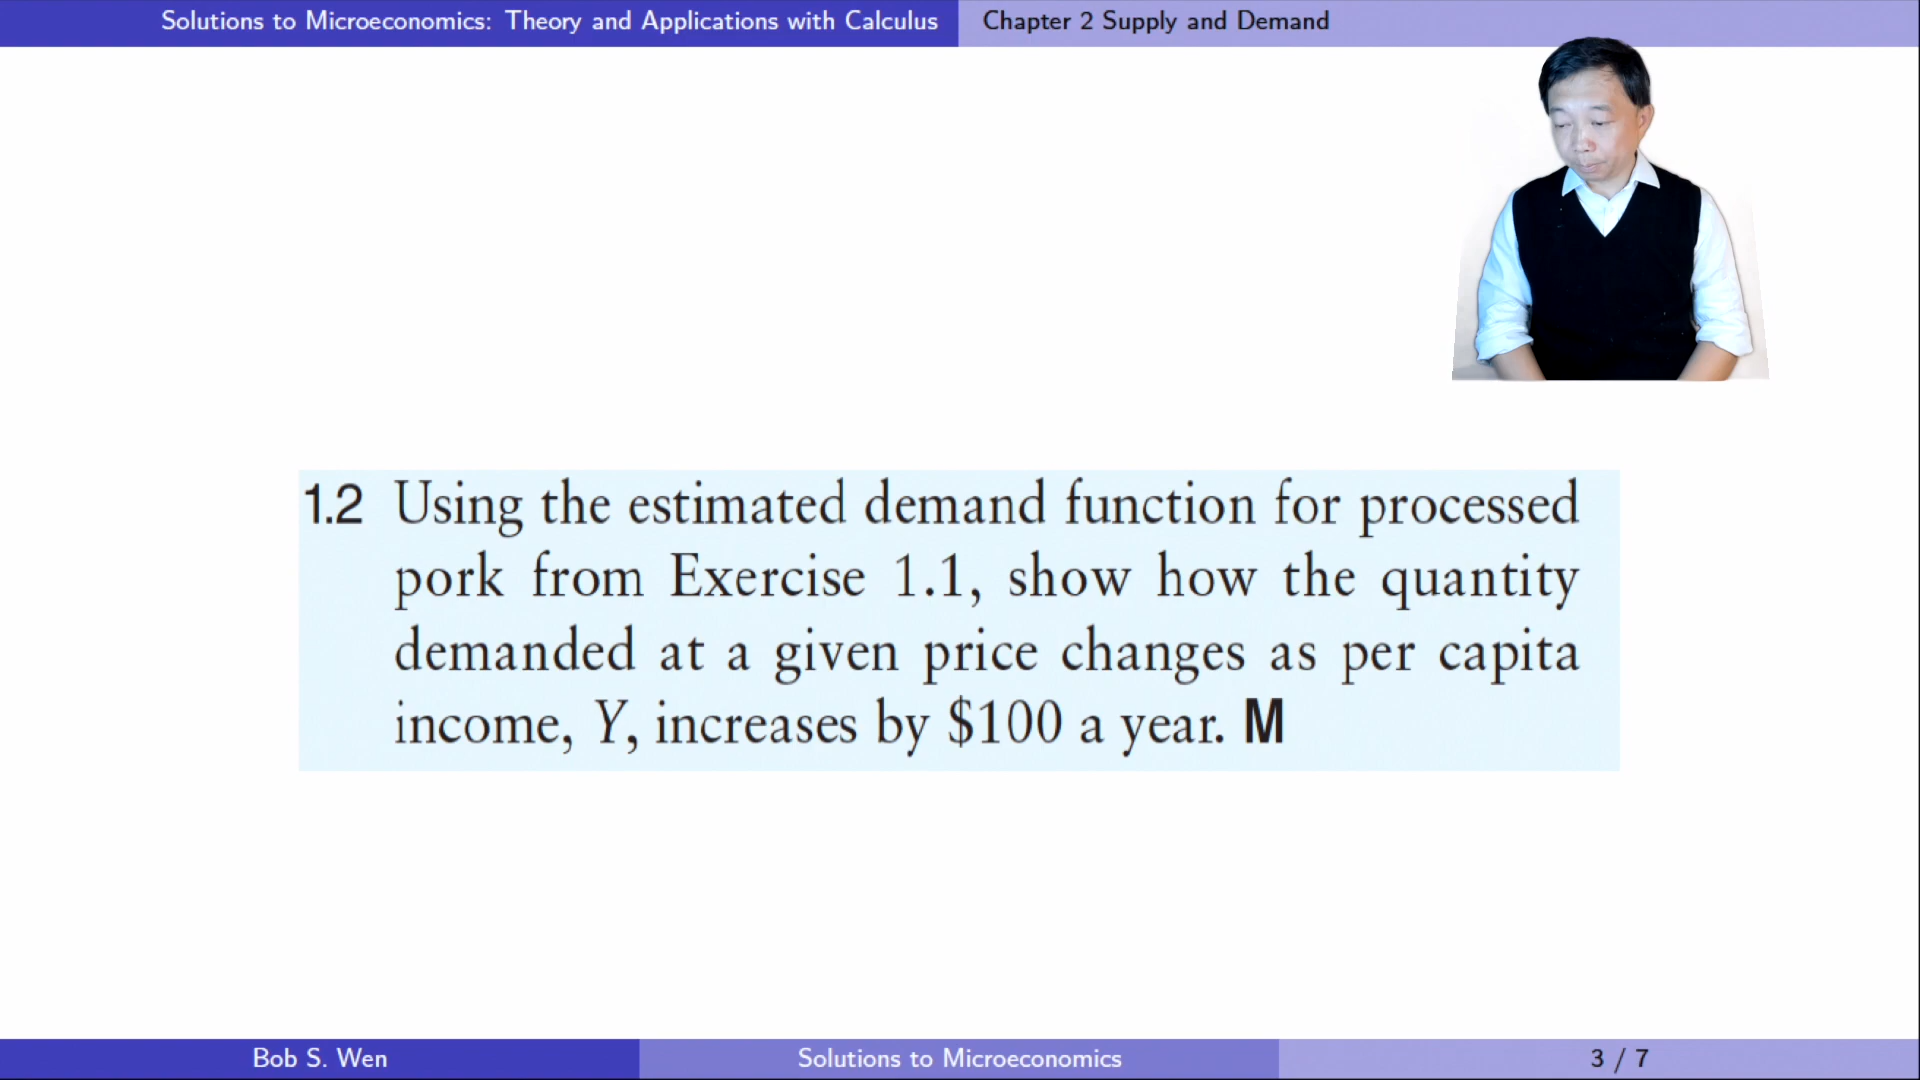 Solutions to Microeconomics: Theory and Applications with Calculus
Chapter 2 Supply and Demand
1.2 Using the estimated demand function for processed
pork from Exercise 1.1, show how the quantity
demanded at a given price changes as per capita
income, Y, increases by $100 a year. M
Bob S. Wen
Solutions to Microeconomics
3 / 7